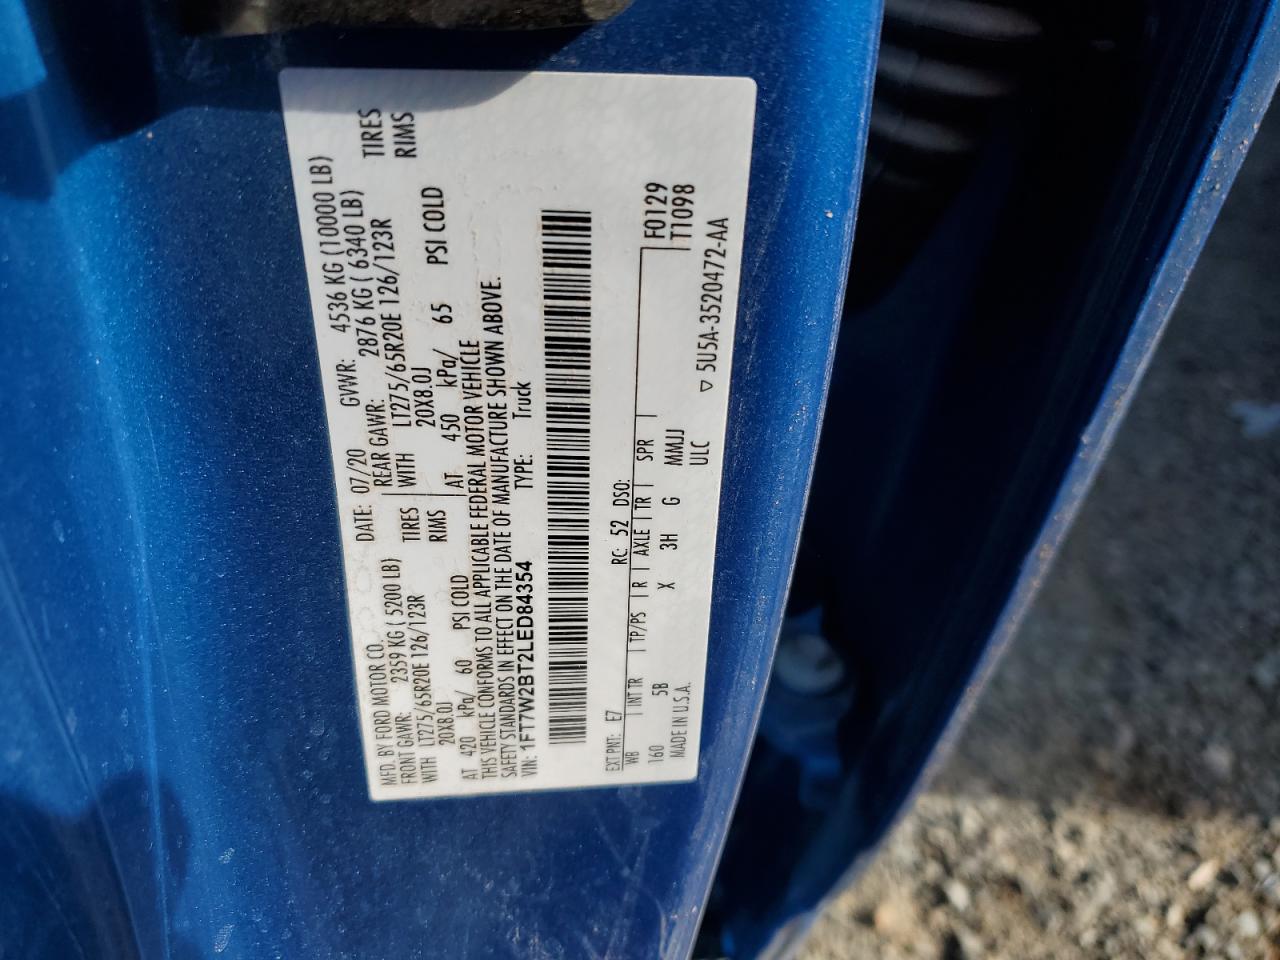 MFD. BY FORD MOTOR CO.
DATE: 07/20 GVWR: 4536 KG (10000 LB)
FRONT GAWR: 2359 KG ( 5200 LB) REAR GAWR: 2876 KG ( 6340 LB)
WITH LT275/65R20E 126/123R TIRES WITH LT275/65R20E 126/123R TIRES
20X8.0J RIMS 20X8.0J RIMS
AT 420 kPa/ 60 PSI COLD AT 450 kPa/ 65 PSI COLD
THIS VEHICLE CONFORMS TO ALL APPLICABLE FEDERAL MOTOR VEHICLE
SAFETY STANDARDS IN EFFECT ON THE DATE OF MANUFACTURE SHOWN ABOVE.
VIN: 1FT7W2BT2LED84354 TYPE: Truck
EXT PNT: E7 RC: 52 DSO:
WB INT TR TP/PS R AXLE TR SPR F0129
160 5B X 3H G MMJJ T1098
MADE IN U.S.A. ULC ▽ 5U5A-3520472-AA